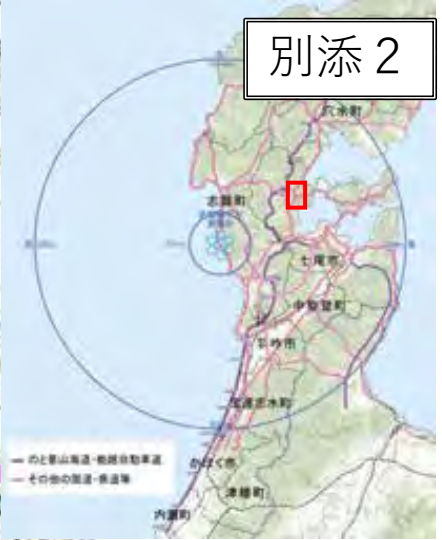 別添２
穴水町
志賀町
七尾市
中能登町
羽咋市
宝達志水町
かほく市
津幡町
内灘町
のと里山海道・能越自動車道
その他の国道・県道等